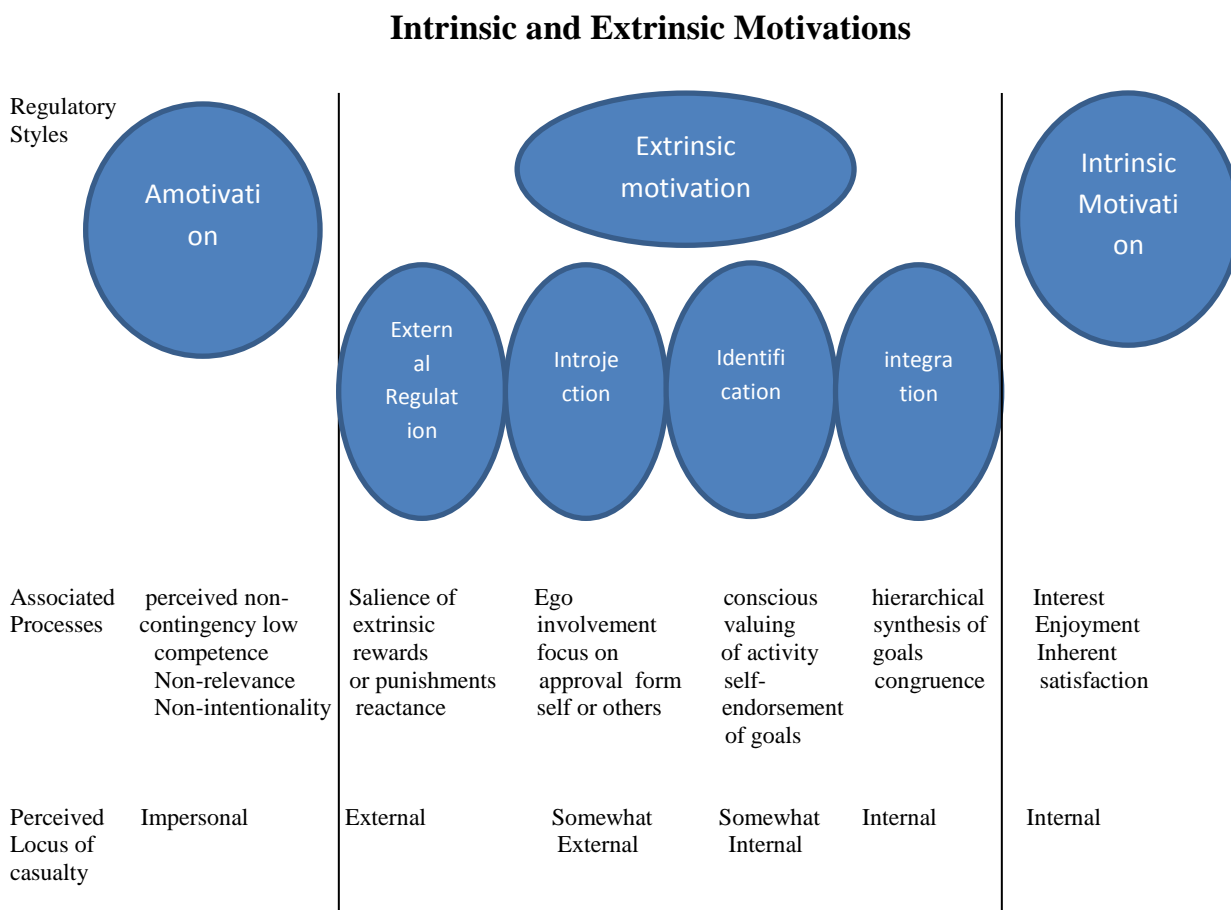 Intrinsic and Extrinsic Motivations
Regulatory
Styles
Amotivati
on
Extrinsic
motivation
Intrinsic
Motivati
on
Extern
al
Regulat
ion
Introje
ction
Identifi
cation
integra
tion
Associated
Processes
perceived non-
contingency low
competence
Non-relevance
Non-intentionality
Salience of
extrinsic
rewards
or punishments
reactance
Ego
involvement
focus on
approval form
self or others
conscious
valuing
of activity
self-
endorsement
of goals
hierarchical
synthesis of
goals
congruence
Interest
Enjoyment
Inherent
satisfaction
Perceived
Locus of
casualty
Impersonal
External
Somewhat
External
Somewhat
Internal
Internal
Internal